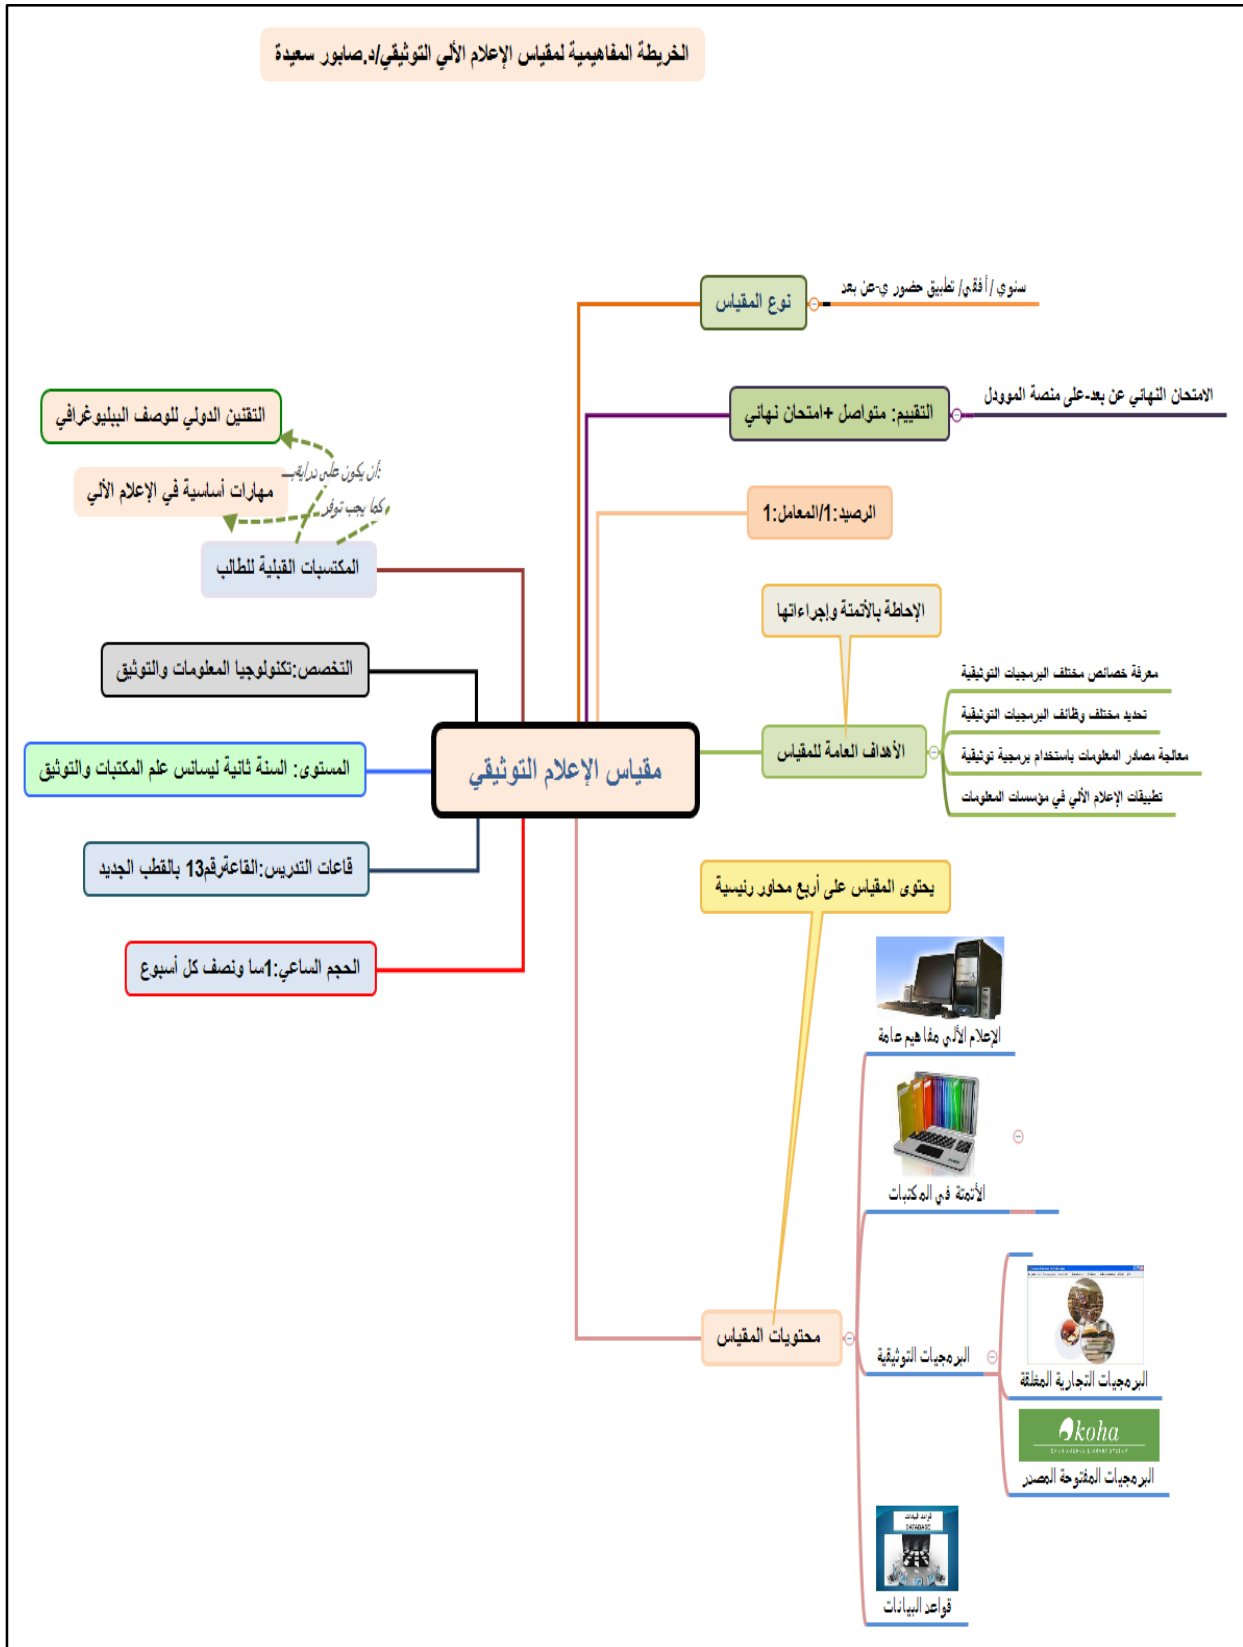 الخريطة المفاهيمية لمقياس الإعلام الألي التوثيقي/د.صابور سعيدة
نوع المقياس
سنوي /أفقي/ تطبيق حضور ي-عن بعد
التقييم: متواصل +امتحان نهائي
الامتحان النهائي عن بعد-على منصة الموودل
الرصيد:1/المعامل:1
الإحاطة بالأتمتة وإجراءاتها
الأهداف العامة للمقياس
معرفة خصائص مختلف البرمجيات التوثيقية
تحديد مختلف وظائف البرمجيات التوثيقية
معالجة مصادر المعلومات باستخدام برمجية توثيقية
تطبيقات الإعلام الألي في مؤسسات المعلومات
التقنين الدولي للوصف الببليوغرافي
أن يكون على درايةبـــ:
مهارات أساسية في الإعلام الألي
كما يجب توفر
المكتسبات القبلية للطالب
التخصص:تكنولوجيا المعلومات والتوثيق
مقياس الإعلام التوثيقي
المستوى: السنة ثانية ليسانس علم المكتبات والتوثيق
قاعات التدريس:القاعةرقم13 بالقطب الجديد
الحجم الساعي:1سا ونصف كل أسبوع
يحتوى المقياس على أربع محاور رئيسية
محتويات المقياس
الإعلام الألي مفاهيم عامة
الأتمتة في المكتبات
البرمجيات التوثيقية
البرمجيات التجارية المغلقة
koha
البرمجيات المفتوحة المصدر
قواعد البيانات
DATABASE
قواعد البيانات